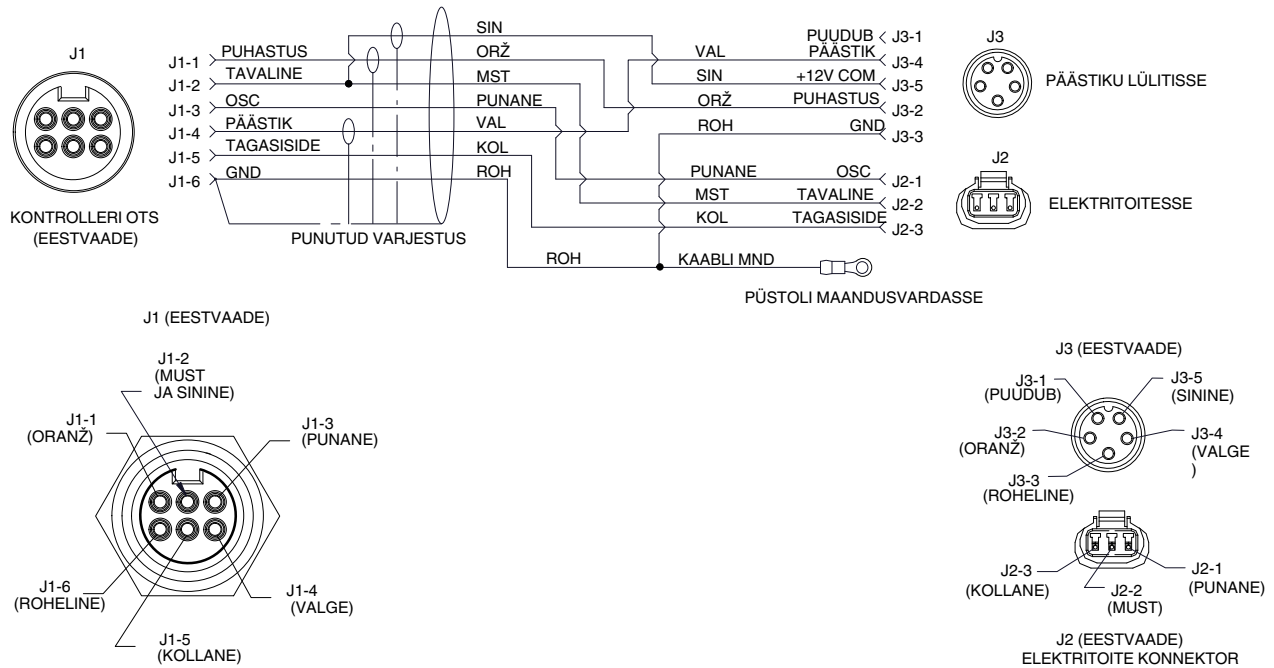 J1
J1-1
PUHASTUS
J1-2
TAVALINE
J1-3
OSC
J1-4
PÄÄSTIK
J1-5
TAGASISIDE
J1-6
GND
KONTROLLERI OTS
(EESTVAADE)
PUNUTUD VARJESTUS
SIN
ORŽ
MST
PUNANE
VAL
KOL
ROH
PUUDUB
J3-1
VAL
PÄÄSTIK
J3-4
SIN
+12V COM
J3-5
ORŽ
PUHASTUS
J3-2
ROH
GND
J3-3
PUNANE
OSC
J2-1
MST
TAVALINE
J2-2
KOL
TAGASISIDE
J2-3
J3
PÄÄSTIKU LÜLITISSE
J2
ELEKTRITOITESSE
ROH
KAABLI MND
PÜSTOLI MAANDUSVARDASSE
J1 (EESTVAADE)
J1-2
(MUST
JA SININE)
J1-1
(ORANŽ)
J1-3
(PUNANE)
J1-6
(ROHELINE)
J1-4
(VALGE)
J1-5
(KOLLANE)
J3 (EESTVAADE)
J3-1
(PUUDUB)
J3-5
(SININE)
J3-2
(ORANŽ)
J3-4
(VALGE
)
J3-3
(ROHELINE)
J2-3
(KOLLANE)
J2-2
(MUST)
J2-1
(PUNANE)
J2 (EESTVAADE)
ELEKTRITOITE KONNEKTOR